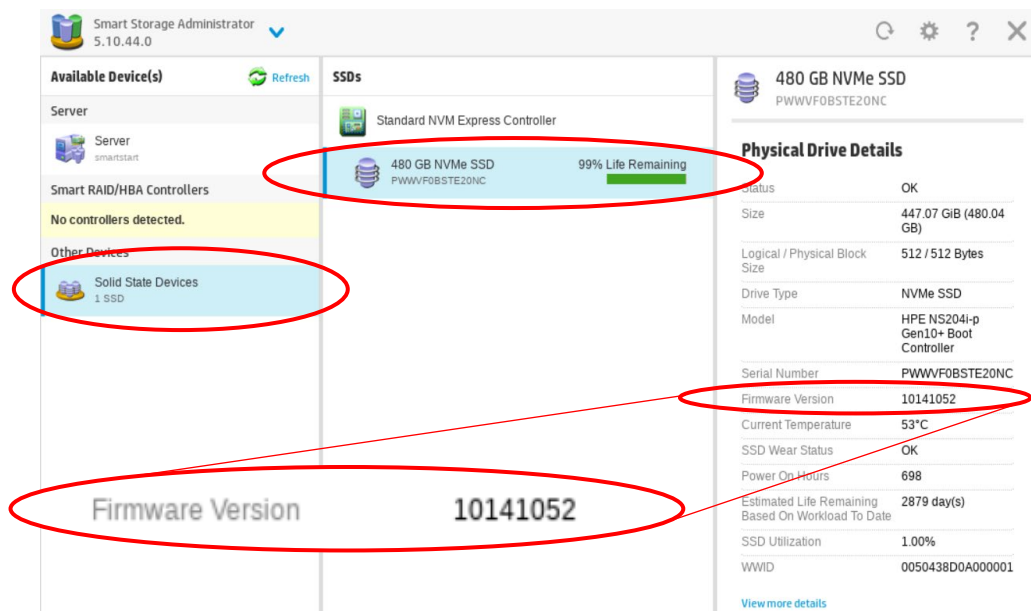 Smart Storage Administrator
5.10.44.0
Available Device(s)
Refresh
Server
Server
smartstart
Smart RAID/HBA Controllers
No controllers detected.
Other Devices
Solid State Devices
1 SSD
SSDs
Standard NVM Express Controller
480 GB NVMe SSD
99% Life Remaining
PWWVF0BSTE20NC
480 GB NVMe SSD
PWWVF0BSTE20NC
Physical Drive Details
Status OK
Size 447.07 GiB (480.04
GB)
Logical / Physical Block 512 / 512 Bytes
Size
Drive Type NVMe SSD
Model HPE NS204i-p
Gen10+ Boot
Controller
Serial Number PWWVF0BSTE20NC
Firmware Version 10141052
Current Temperature 53°C
SSD Wear Status OK
Power On Hours 698
Estimated Life Remaining 2879 day(s)
Based On Workload To Date
SSD Utilization 1.00%
WWID 0050438D0A000001
View more details
Firmware Version 10141052